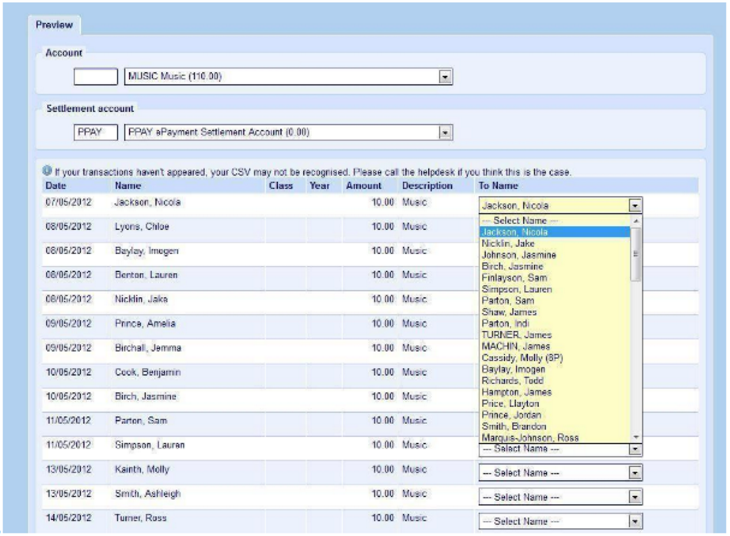 Preview
Account
MUSIC Music (110.00)
Settlement account
PPAY PPAY ePayment Settlement Account (0.00)
If your transactions haven't appeared, your CSV may not be recognised. Please call the helpdesk if you think this is the case.
Date Name Class Year Amount Description To Name
07/05/2012 Jackson, Nicola 10.00 Music Jackson, Nicola
08/05/2012 Lyons, Chloe 10.00 Music
08/05/2012 Baylay, Imogen 10.00 Music
08/05/2012 Benton, Lauren 10.00 Music
08/05/2012 Nicklin, Jake 10.00 Music
09/05/2012 Prince, Amelia 10.00 Music
09/05/2012 Birchall, Jemma 10.00 Music
10/05/2012 Cook, Benjamin 10.00 Music
10/05/2012 Birch, Jasmine 10.00 Music
11/05/2012 Parton, Sam 10.00 Music
11/05/2012 Simpson, Lauren 10.00 Music --- Select Name ---
13/05/2012 Kainth, Molly 10.00 Music --- Select Name ---
13/05/2012 Smith, Ashleigh 10.00 Music --- Select Name ---
14/05/2012 Turner, Ross 10.00 Music --- Select Name ---
--- Select Name ---
Jackson, Nicola
Nicklin, Jake
Johnson, Jasmine
Birch, Jasmine
Finlayson, Sam
Simpson, Lauren
Parton, Sam
Shaw, James
Parton, Indi
TURNER, James
MACHIN, James
Cassidy, Molly (8P)
Baylay, Imogen
Richards, Todd
Hampton, James
Price, Llayton
Prince, Jordan
Smith, Brandon
Marquis-Johnson, Ross